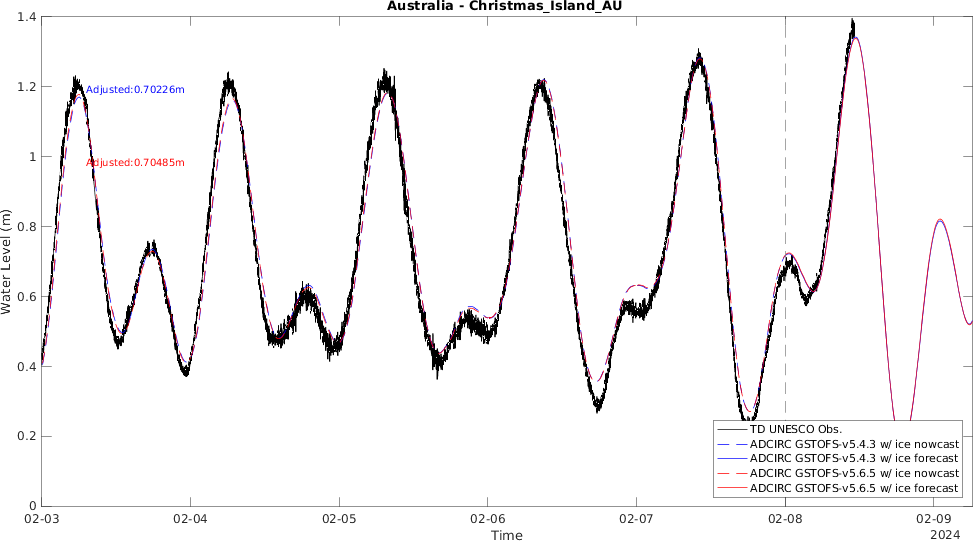 Australia - Christmas_Island_AU
1.4
1.2
1
0.8
0.6
0.4
0.2
0
Water Level (m)
Adjusted:0.70226m
Adjusted:0.70485m
TD UNESCO Obs.
ADCIRC GSTOFS-v5.4.3 w/ ice nowcast
ADCIRC GSTOFS-v5.4.3 w/ ice forecast
ADCIRC GSTOFS-v5.6.5 w/ ice nowcast
ADCIRC GSTOFS-v5.6.5 w/ ice forecast
02-03 02-04 02-05 02-06 02-07 02-08 02-09
Time
2024